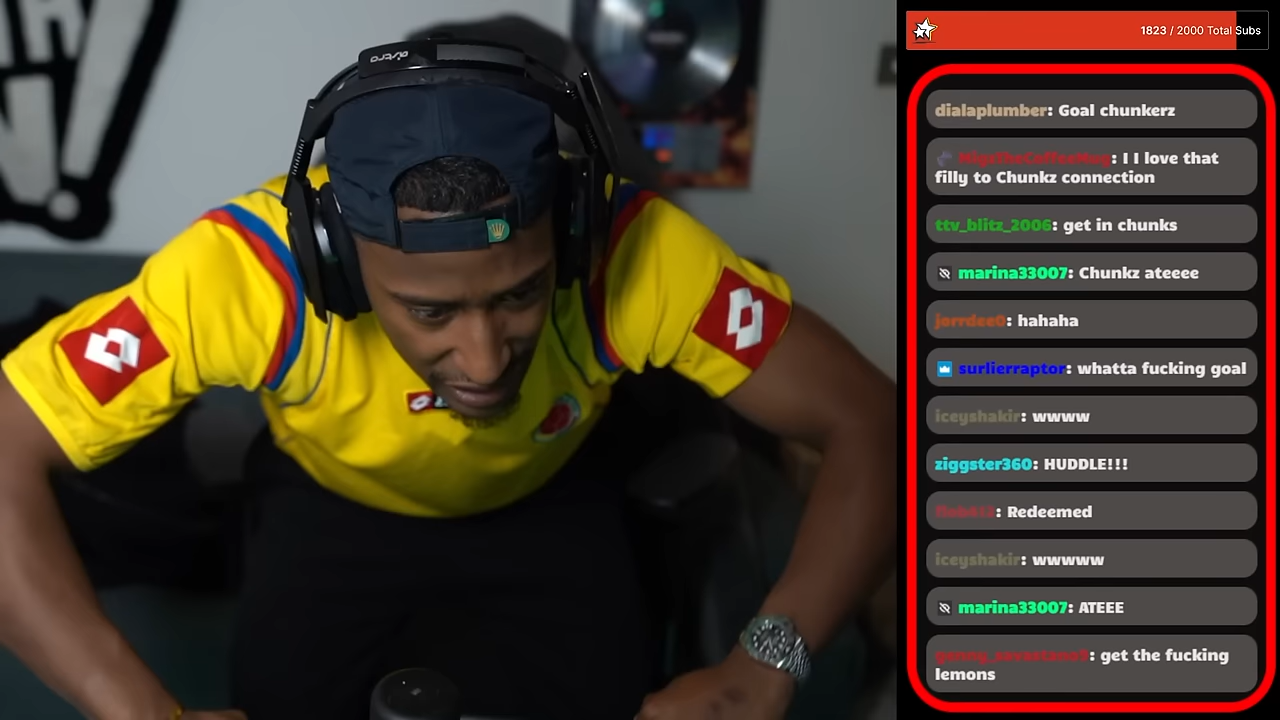 astro
1823 / 2000 Total Subs
dialaplumber: Goal chunkerz
: I I love that
filly to Chunkz connection
ttv_blitz_2006: get in chunks
marina33007: Chunkz ateeee
jorrdee0: hahaha
surlierraptor: whatta fucking goal
iceyshakir: wwww
ziggster360: HUDDLE!!!
: Redeemed
iceyshakir: wwwww
marina33007: ATEEE
: get the fucking
lemons